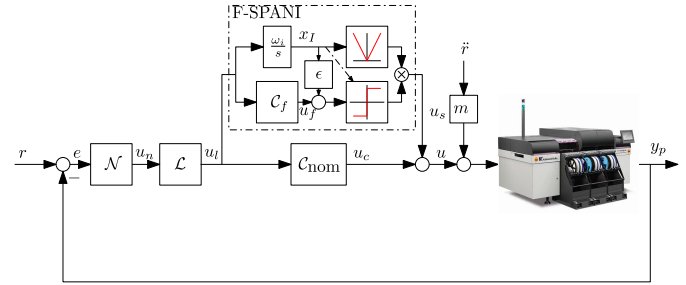 F-SPANI
ω_i/s
x_I
ϵ
C_f
u_f
r̈
m
u_s
r
e
−
N
u_n
L
u_l
C_nom
u_c
u
y_p